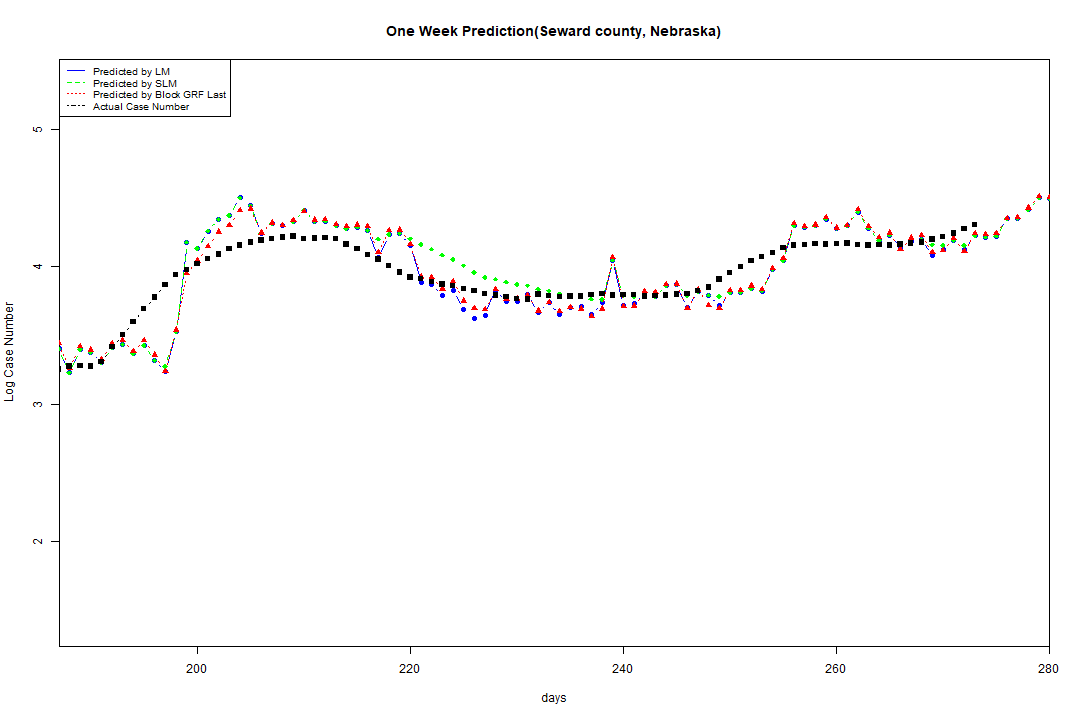 One Week Prediction(Seward county, Nebraska)
Predicted by LM
Predicted by SLM
Predicted by Block GRF Last
Actual Case Number
5
4
3
2
Log Case Number
200 220 240 260 280
days